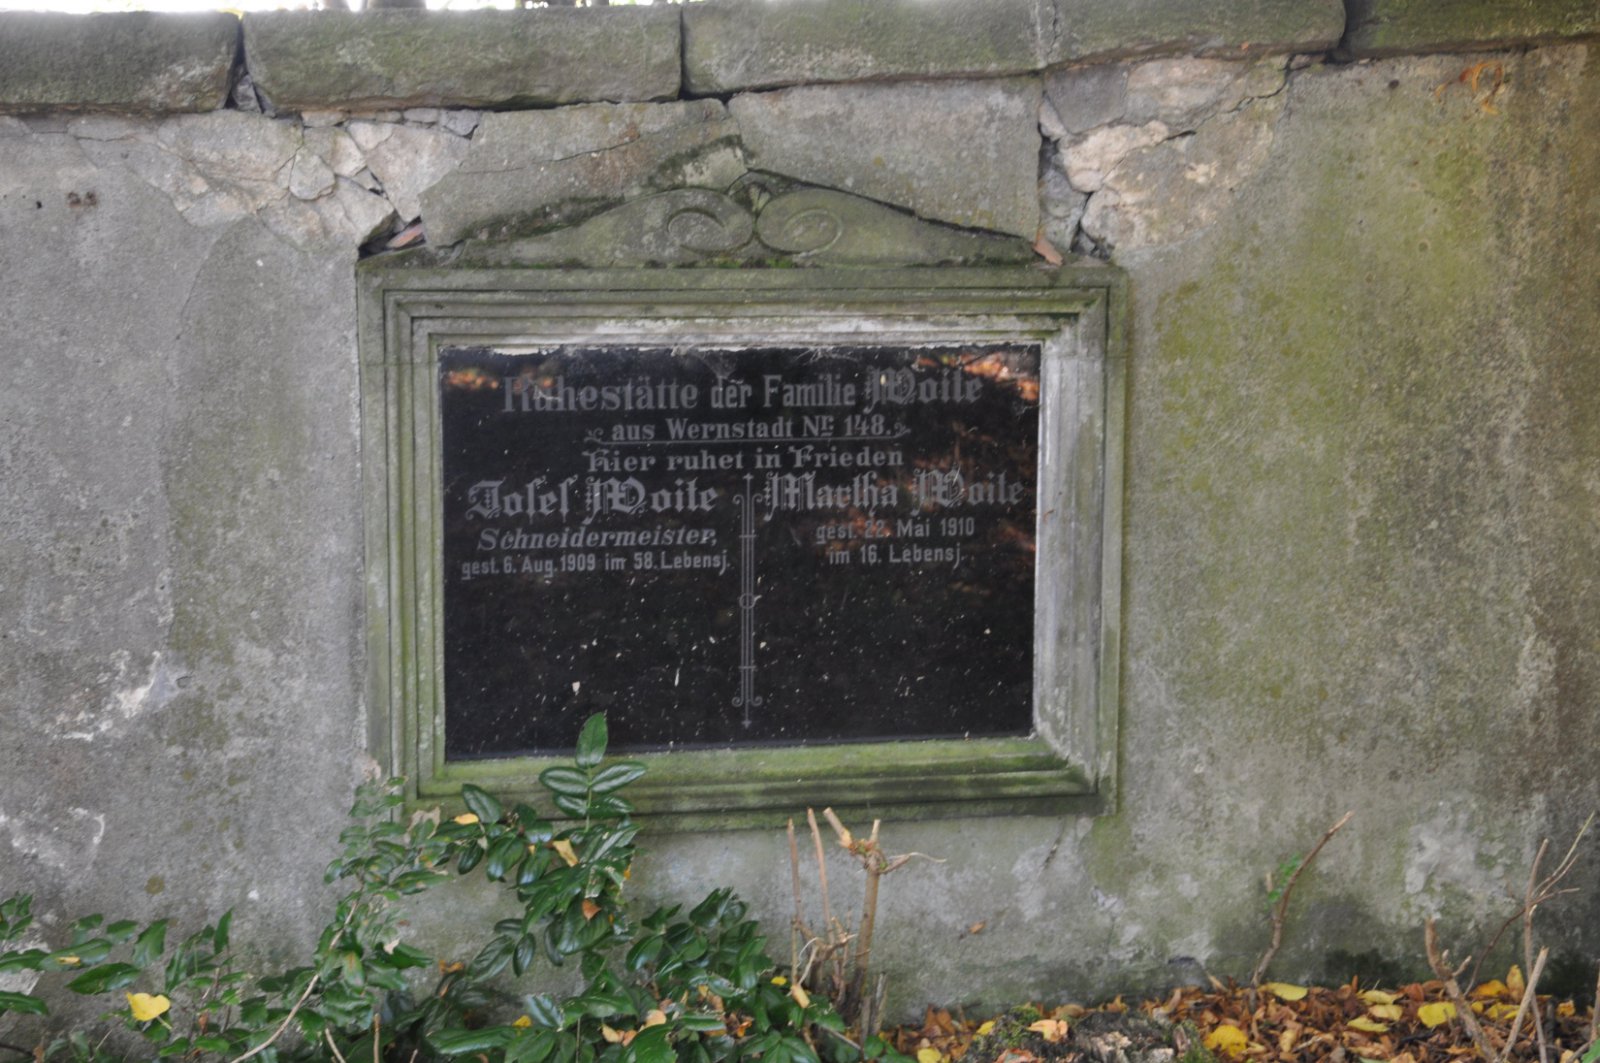 Ruhestätte der Familie Woile
aus Wernstadt Nr. 148.
Hier ruhet in Frieden
Josef Woile
Schneidermeister,
gest. 6. Aug. 1909 im 58. Lebensj.
Martha Woile
gest. 22. Mai 1910
im 16. Lebensj.